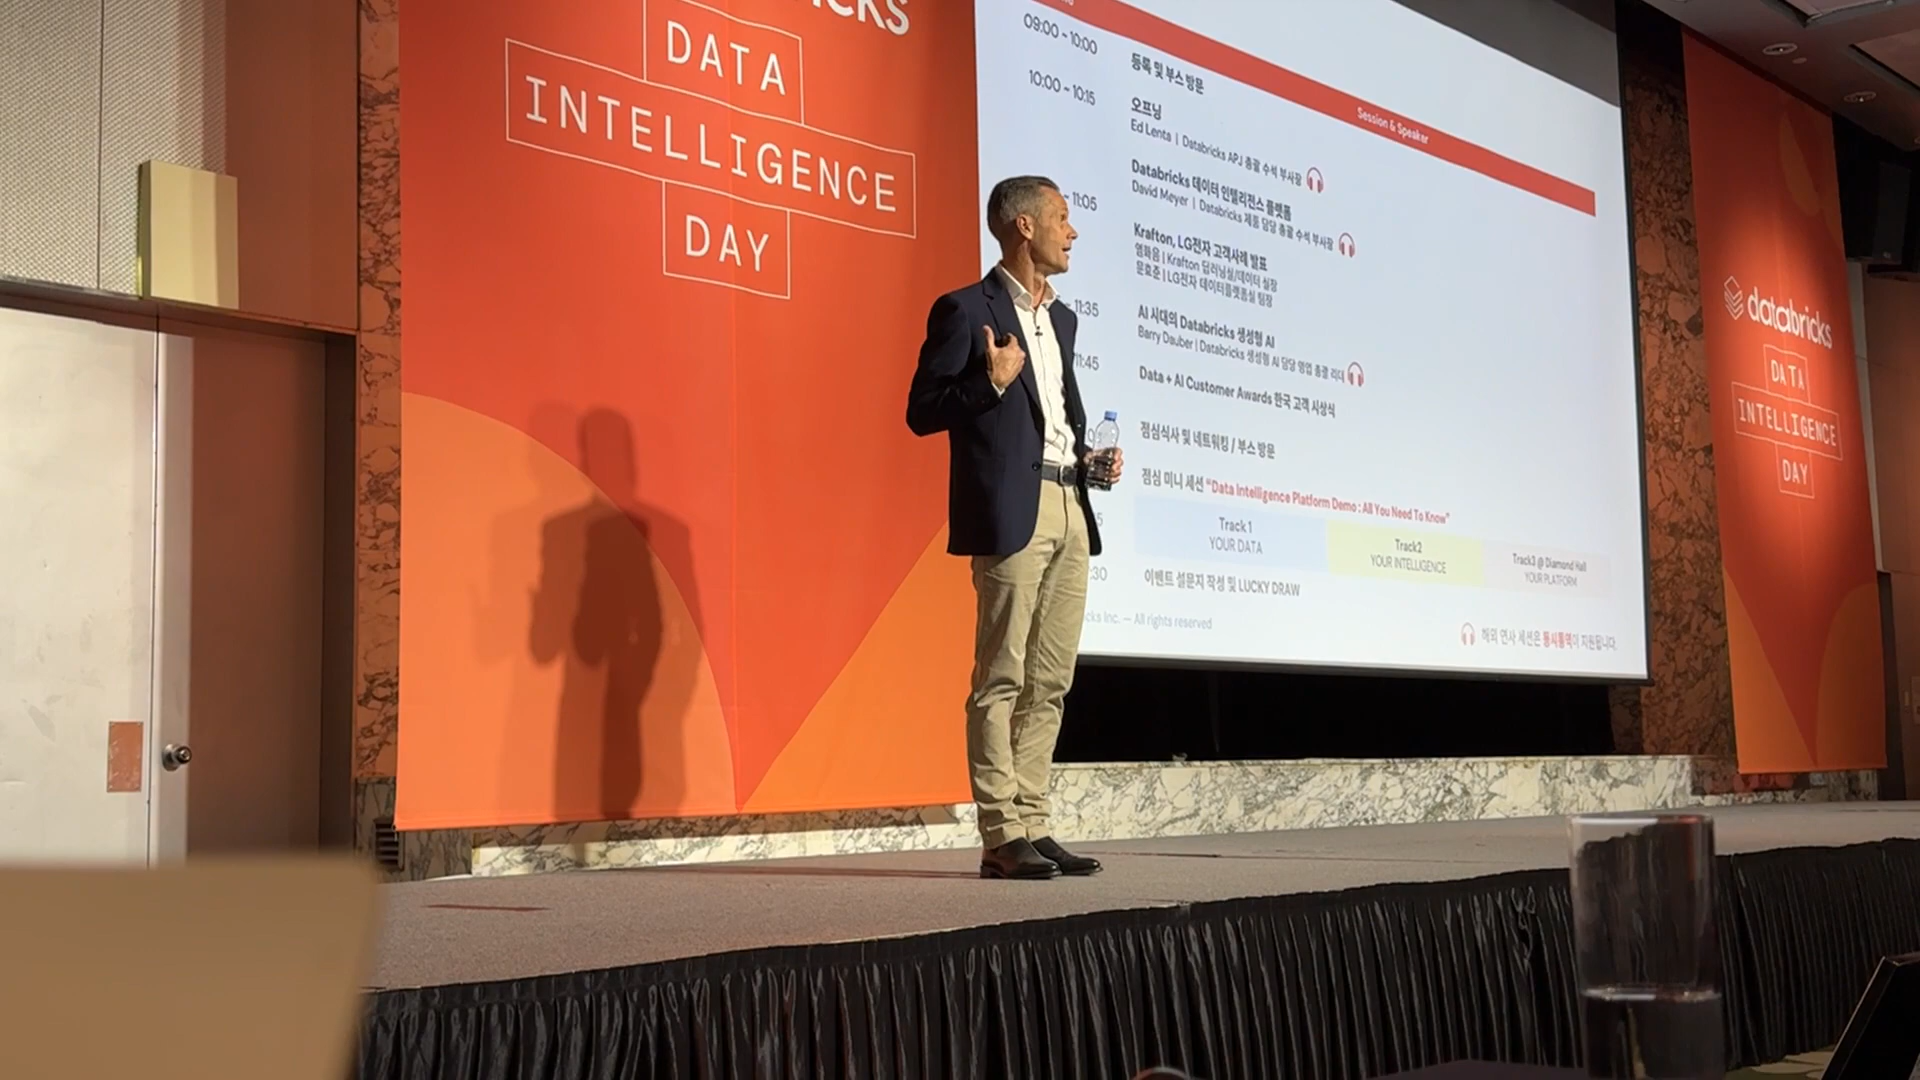 DATA
INTELLIGENCE
DAY
Session & Speaker
09:00 ~ 10:00
등록 및 부스 방문
10:00 ~ 10:15
오프닝
Ed Lenta | Databricks APJ 총괄 수석 부사장
~ 11:05
Databricks 데이터 인텔리전스 플랫폼
David Meyer | Databricks 제품 담당 총괄 수석 부사장
Krafton, LG전자 고객사례 발표
염화음 | Krafton 딥러닝실/데이터 실장
문효준 | LG전자 데이터플랫폼실 팀장
~ 11:35
AI 시대의 Databricks 생성형 AI
Barry Dauber | Databricks 생성형 AI 담당 영업 총괄 리더
11:45
Data + AI Customer Awards 한국 고객 시상식
점심식사 및 네트워킹 / 부스 방문
점심 미니 세션 “Data Intelligence Platform Demo : All You Need To Know”
Track1
YOUR DATA
Track2
YOUR INTELLIGENCE
Track3 @ Diamond Hall
YOUR PLATFORM
:30
이벤트 설문지 작성 및 LUCKY DRAW
Inc. — All rights reserved
해외 연사 세션은 동시통역이 지원됩니다.
databricks
DATA
INTELLIGENCE
DAY